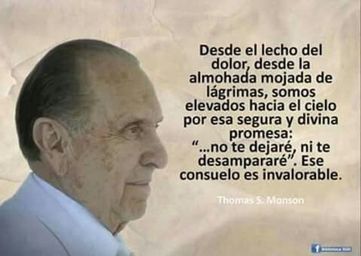 Desde el lecho del
dolor, desde la
almohada mojada de
lágrimas, somos
elevados hacia el cielo
por esa segura y divina
promesa:
“...no te dejaré, ni te
desampararé”. Ese
consuelo es invalorable.
Thomas S. Monson